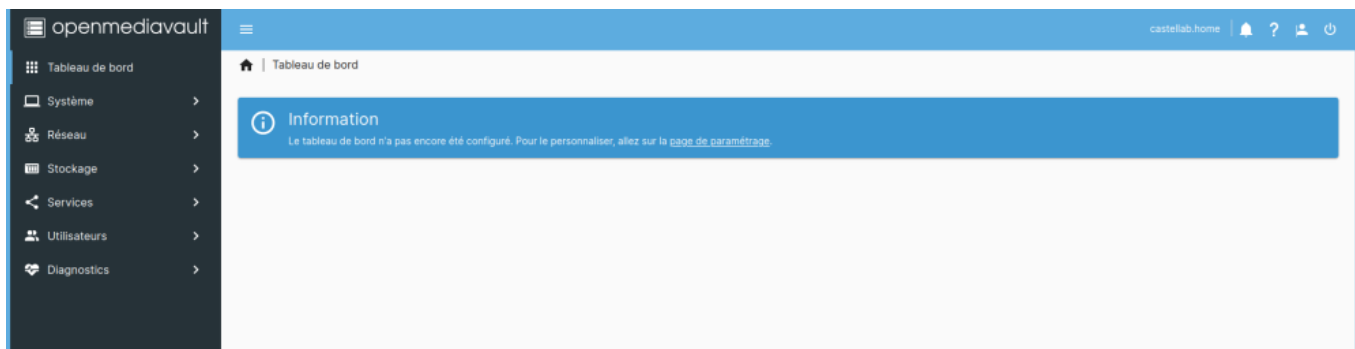 openmediavault
castellab.home
?
Tableau de bord
Tableau de bord
Système
Réseau
Stockage
Services
Utilisateurs
Diagnostics
Information
Le tableau de bord n'a pas encore été configuré. Pour le personnaliser, allez sur la page de paramétrage.